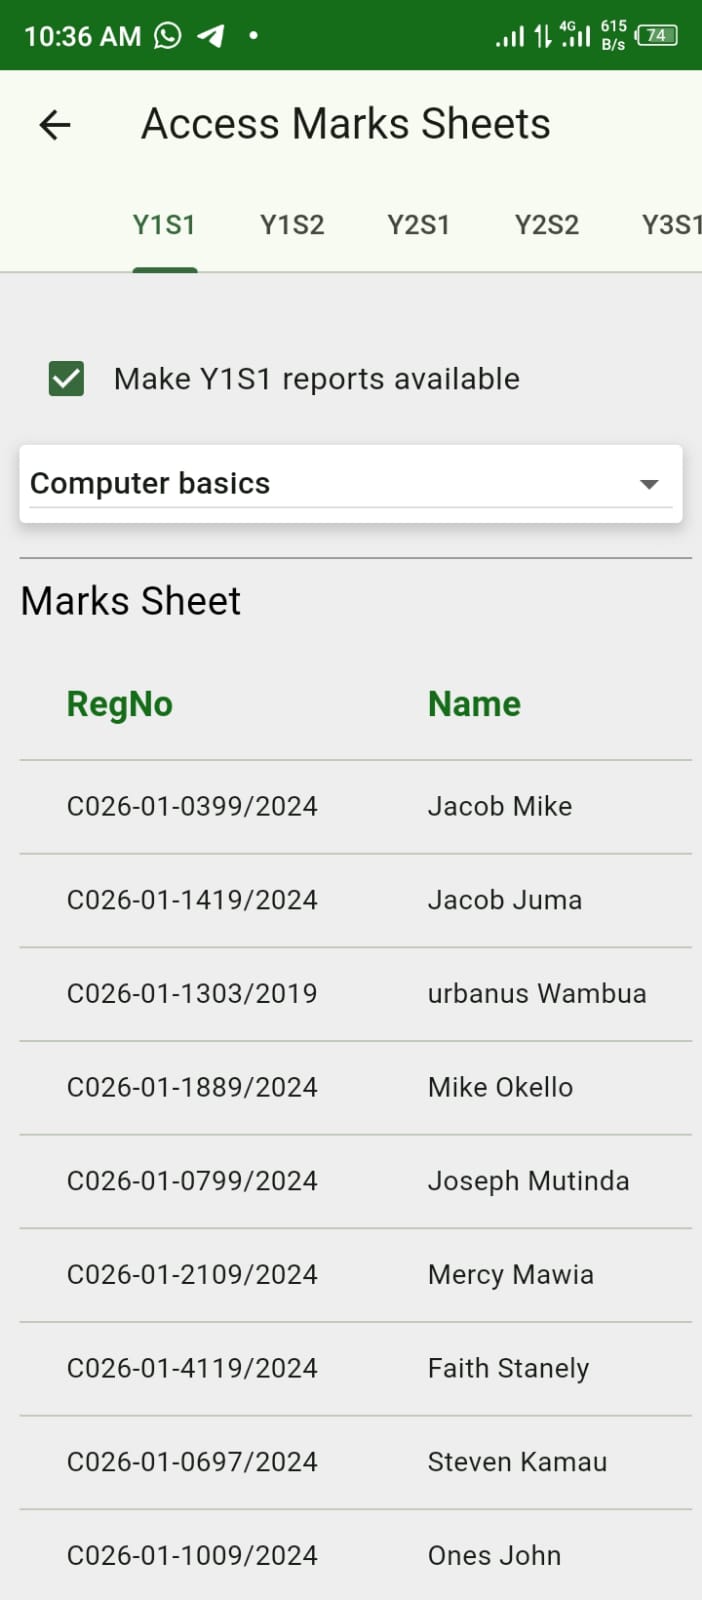 10:36 AM 4G 615 B/s 74
Access Marks Sheets
Y1S1 Y1S2 Y2S1 Y2S2 Y3S1
Make Y1S1 reports available
Computer basics
Marks Sheet
RegNo Name
C026-01-0399/2024 Jacob Mike
C026-01-1419/2024 Jacob Juma
C026-01-1303/2019 urbanus Wambua
C026-01-1889/2024 Mike Okello
C026-01-0799/2024 Joseph Mutinda
C026-01-2109/2024 Mercy Mawia
C026-01-4119/2024 Faith Stanely
C026-01-0697/2024 Steven Kamau
C026-01-1009/2024 Ones John